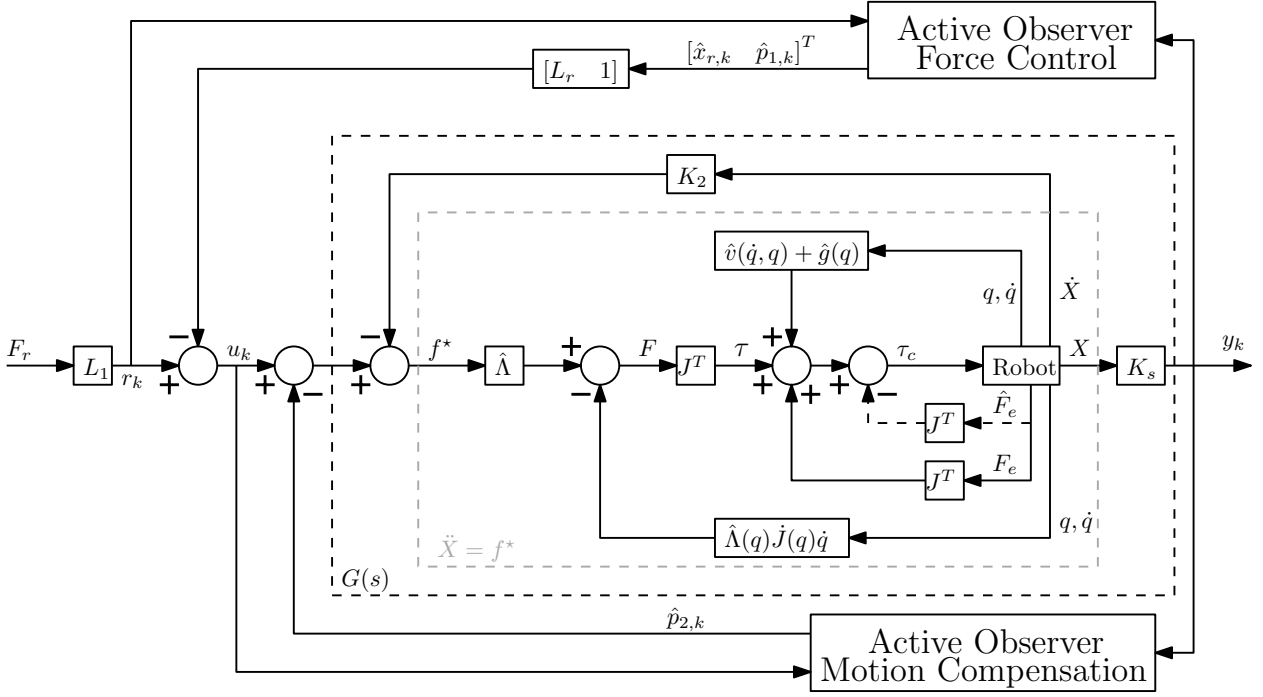 Active Observer
Force Control
[x̂_{r,k} p̂_{1,k}]^T
[L_r 1]
K_2
v̂(q̇, q) + ĝ(q)
q, q̇
Ẋ
F_r
L_1
r_k
−
+
u_k
+
−
−
+
f^⋆
Λ̂
+
−
F
J^T
τ
+
+
+
+
−
τ_c
Robot
X
K_s
y_k
F̂_e
J^T
F_e
J^T
q, q̇
Λ̂(q)J̇(q)q̇
Ẍ = f^⋆
G(s)
p̂_{2,k}
Active Observer
Motion Compensation